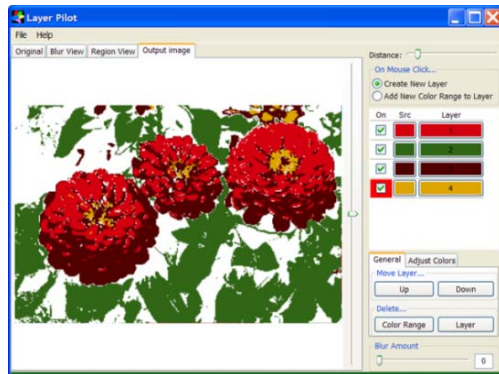 Layer Pilot
File Help
Original Blur View Region View Output image
Distance:
On Mouse Click...
Create New Layer
Add New Color Range to Layer
On Src Layer
2
4
General Adjust Colors
Move Layer...
Up Down
Delete...
Color Range Layer
Blur Amount
0